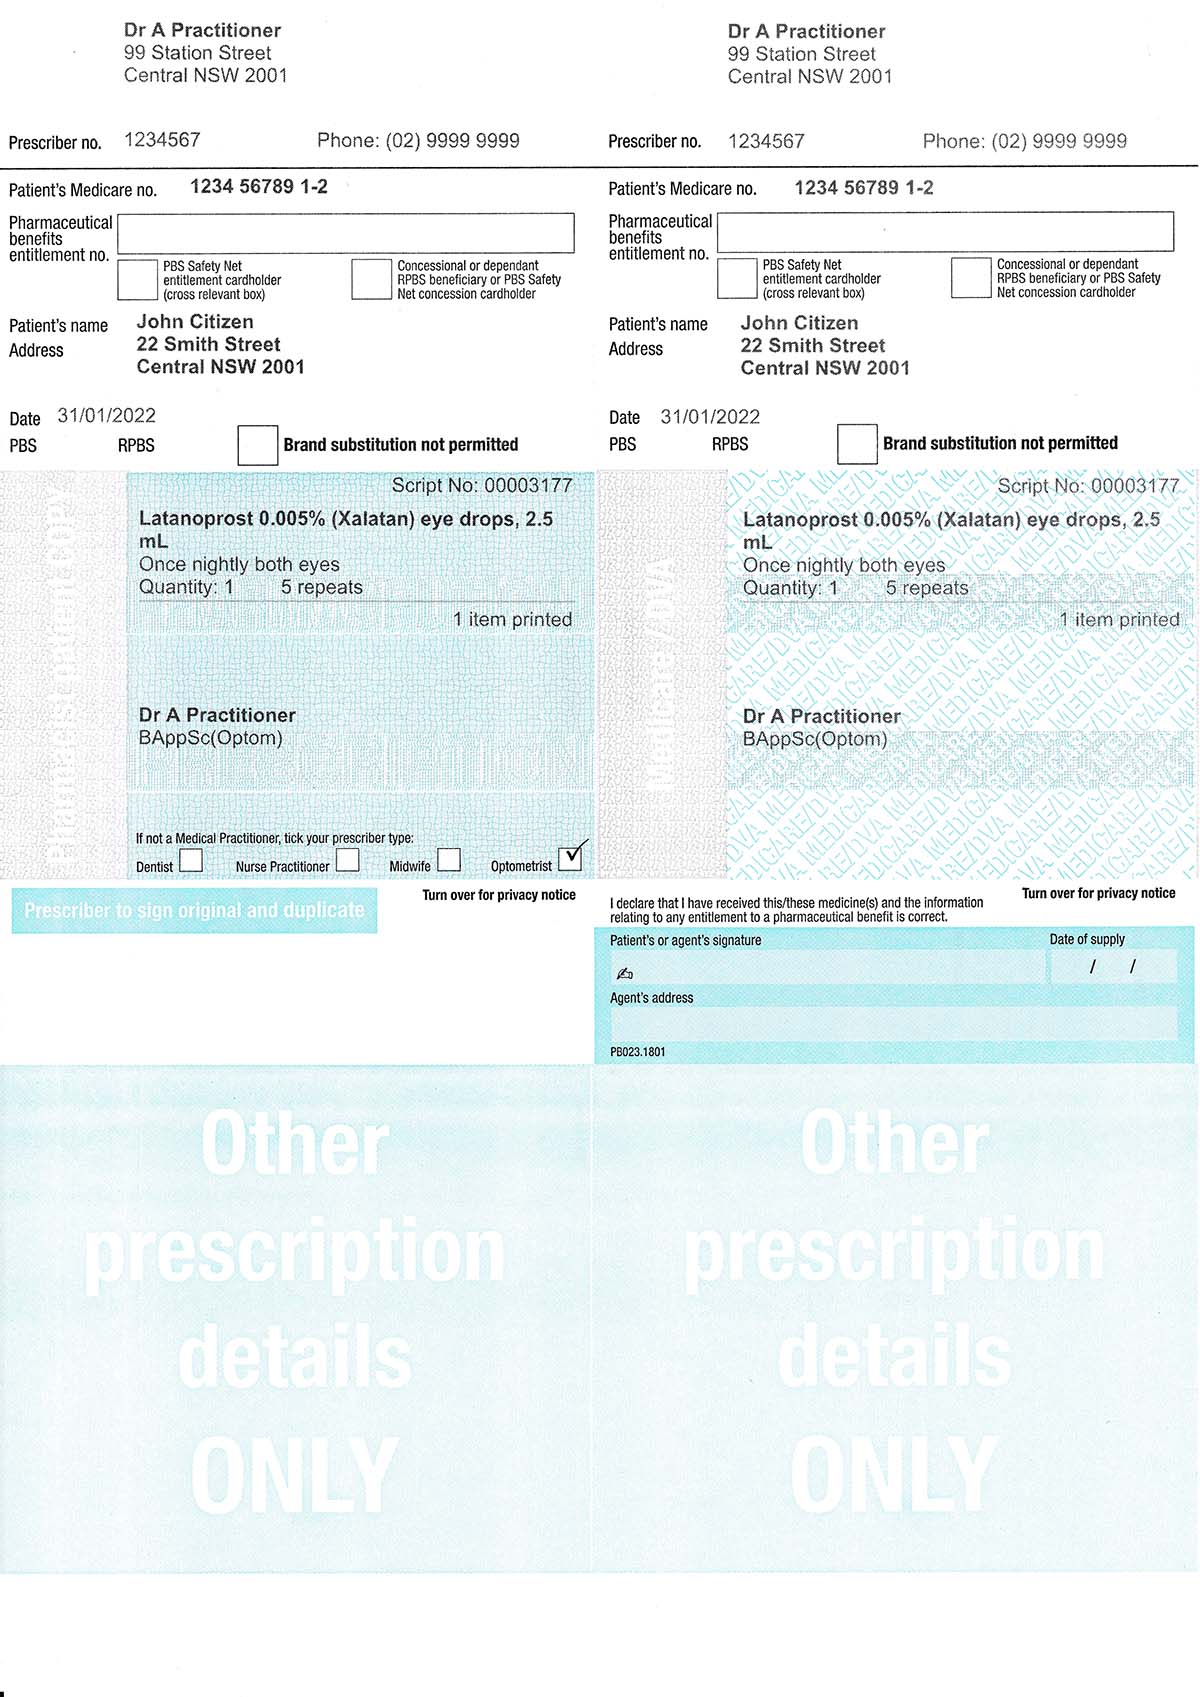 Dr A Practitioner
99 Station Street
Central NSW 2001
Prescriber no. 1234567 Phone: (02) 9999 9999
Patient's Medicare no. 1234 56789 1-2
Pharmaceutical
benefits
entitlement no.
PBS Safety Net
entitlement cardholder
(cross relevant box)
Concessional or dependant
RPBS beneficiary or PBS Safety
Net concession cardholder
Patient's name John Citizen
Address 22 Smith Street
Central NSW 2001
Date 31/01/2022
PBS RPBS Brand substitution not permitted
Pharmacist/patient copy
Script No: 00003177
Latanoprost 0.005% (Xalatan) eye drops, 2.5
mL
Once nightly both eyes
Quantity: 1 5 repeats
1 item printed
Dr A Practitioner
BAppSc(Optom)
If not a Medical Practitioner, tick your prescriber type:
Dentist Nurse Practitioner Midwife Optometrist
Turn over for privacy notice
Prescriber to sign original and duplicate
Other
prescription
details
ONLY
Dr A Practitioner
99 Station Street
Central NSW 2001
Prescriber no. 1234567 Phone: (02) 9999 9999
Patient's Medicare no. 1234 56789 1-2
Pharmaceutical
benefits
entitlement no.
PBS Safety Net
entitlement cardholder
(cross relevant box)
Concessional or dependant
RPBS beneficiary or PBS Safety
Net concession cardholder
Patient's name John Citizen
Address 22 Smith Street
Central NSW 2001
Date 31/01/2022
PBS RPBS Brand substitution not permitted
Medicare / DVA
Script No: 00003177
Latanoprost 0.005% (Xalatan) eye drops, 2.5
mL
Once nightly both eyes
Quantity: 1 5 repeats
1 item printed
Dr A Practitioner
BAppSc(Optom)
Turn over for privacy notice
I declare that I have received this/these medicine(s) and the information
relating to any entitlement to a pharmaceutical benefit is correct.
Patient's or agent's signature Date of supply
/ /
Agent's address
PB023.1801
Other
prescription
details
ONLY